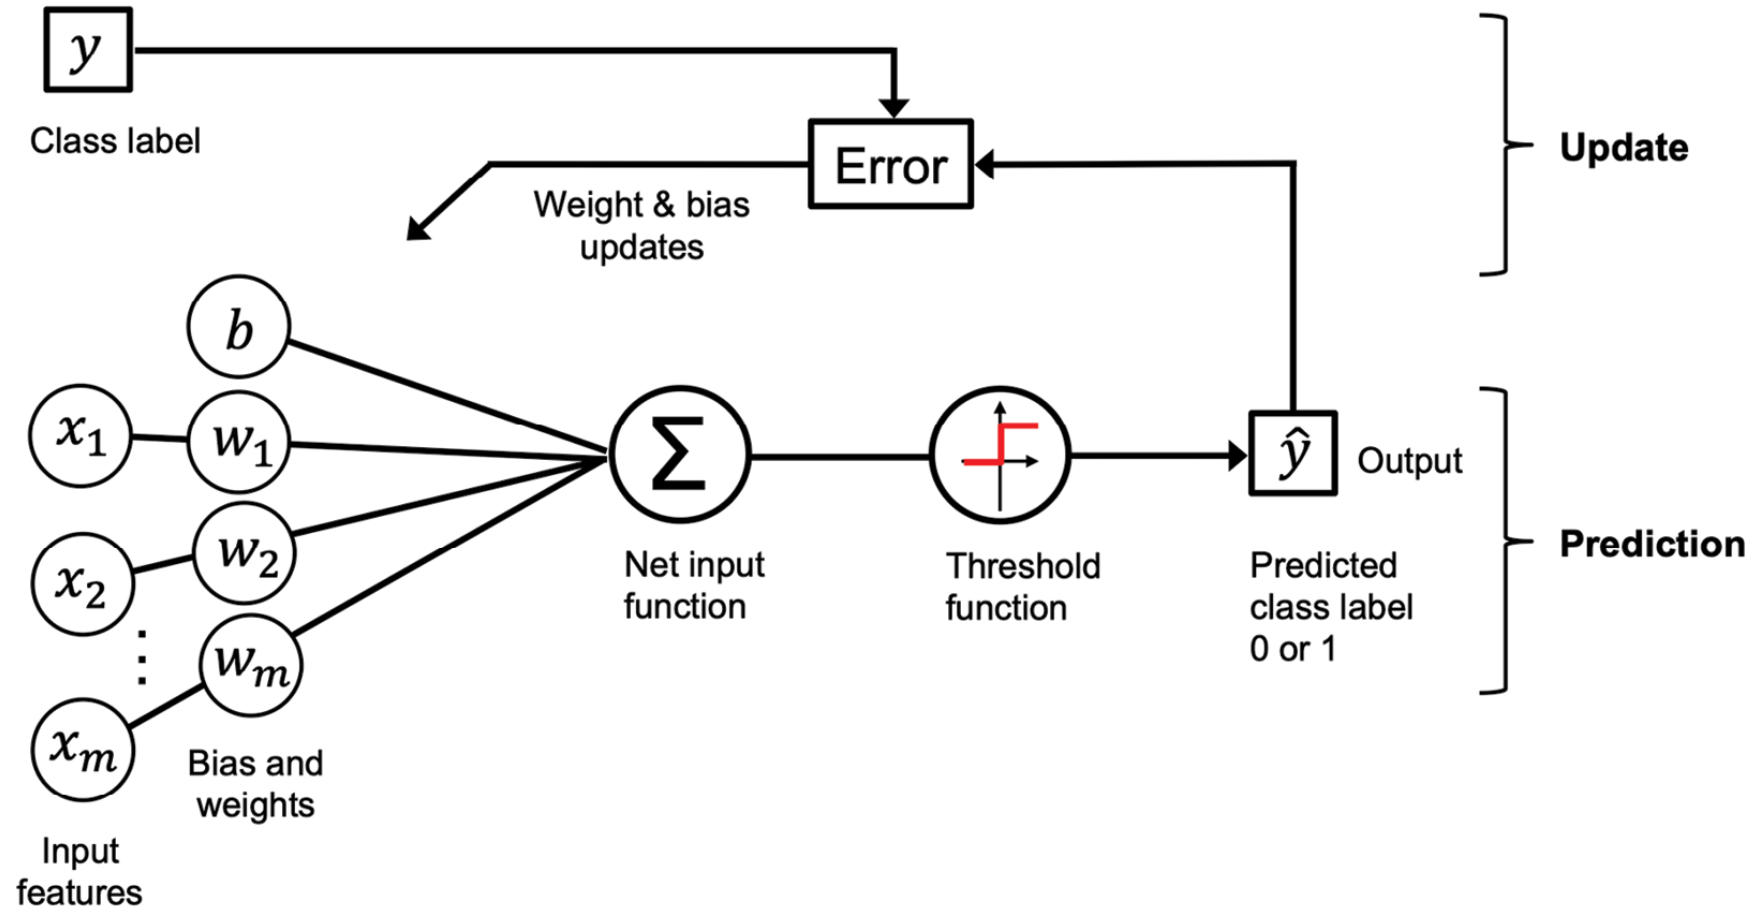 y
Class label
Error
Update
Weight & bias
updates
b
x₁
w₁
x₂
w₂
⋮
xₘ
wₘ
Σ
ŷ
Output
Prediction
Net input
function
Threshold
function
Predicted
class label
0 or 1
Bias and
weights
Input
features